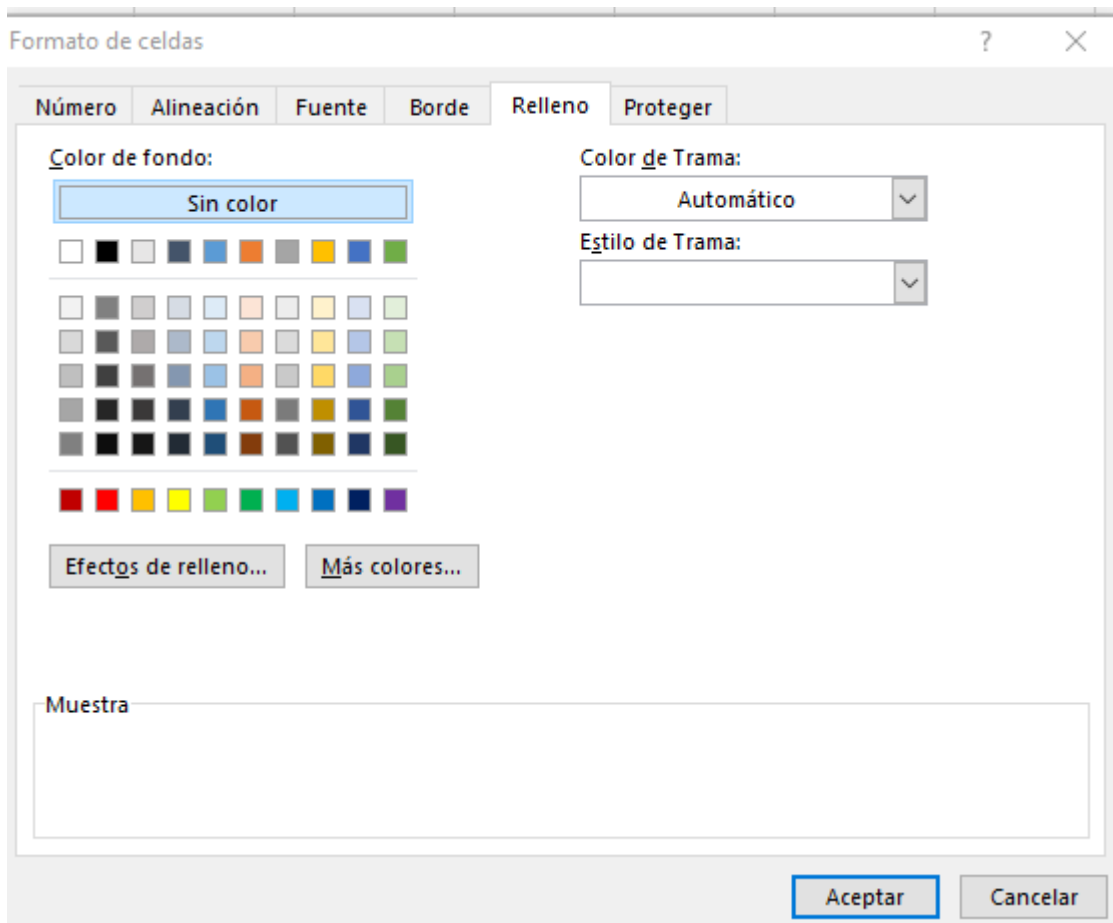 Formato de celdas ?
Número Alineación Fuente Borde Relleno Proteger
Color de fondo:
Sin color
Color de Trama:
Automático
Estilo de Trama:
Efectos de relleno... Más colores...
Muestra
Aceptar Cancelar